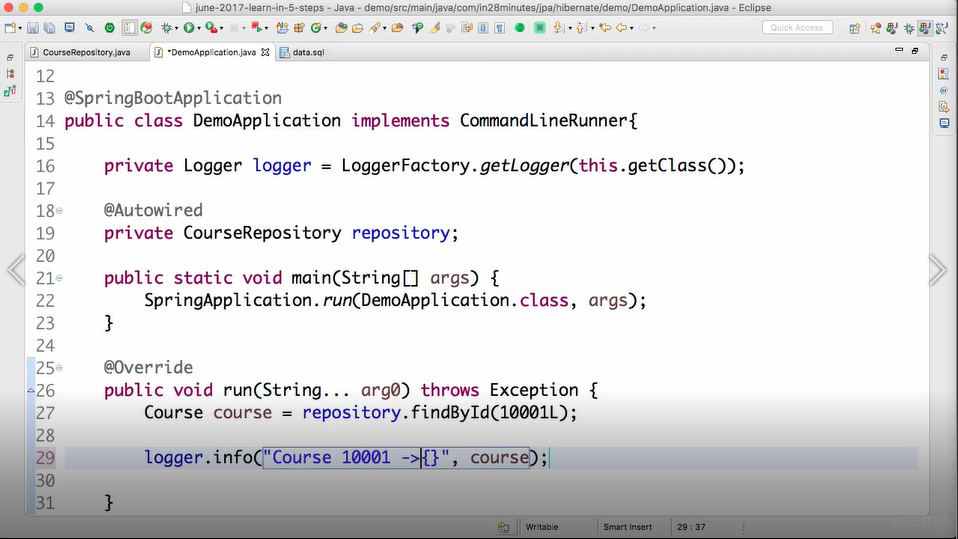 june-2017-learn-in-5-steps - Java - demo/src/main/java/com/in28minutes/jpa/hibernate/demo/DemoApplication.java - Eclipse
Quick Access
CourseRepository.java *DemoApplication.java data.sql
12
13 @SpringBootApplication
14 public class DemoApplication implements CommandLineRunner{
15
16 private Logger logger = LoggerFactory.getLogger(this.getClass());
17
18 @Autowired
19 private CourseRepository repository;
20
21 public static void main(String[] args) {
22 SpringApplication.run(DemoApplication.class, args);
23 }
24
25 @Override
26 public void run(String... arg0) throws Exception {
27 Course course = repository.findById(10001L);
28
29 logger.info("Course 10001 ->{}", course);
30
31 }
Writable Smart Insert 29 : 37
udemy